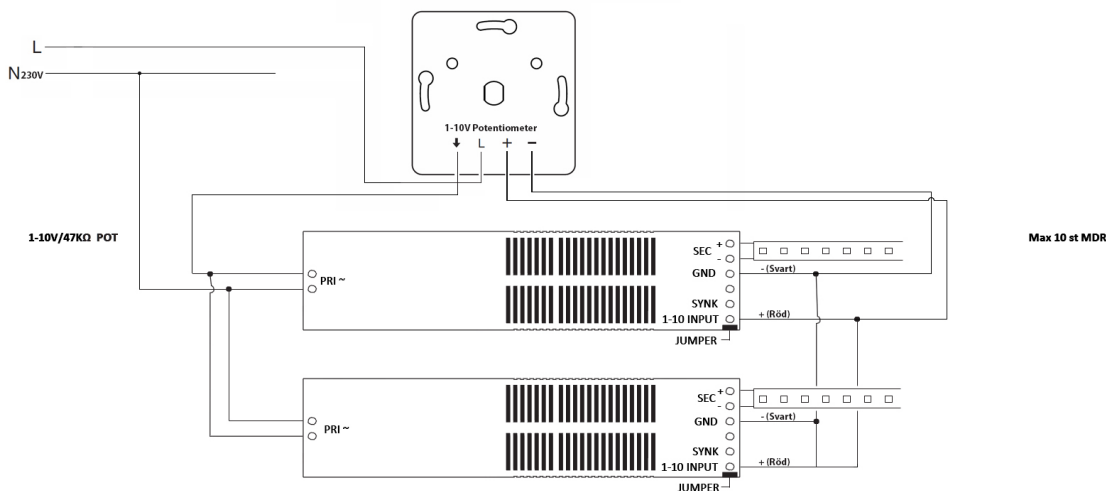 L
N 230V
1-10V Potentiometer
L + −
1-10V/47KΩ POT
Max 10 st MDR
PRI ~
SEC +
-
GND
- (Svart)
SYNK
1-10 INPUT
+ (Röd)
JUMPER
PRI ~
SEC +
-
GND
- (Svart)
SYNK
1-10 INPUT
+ (Röd)
JUMPER